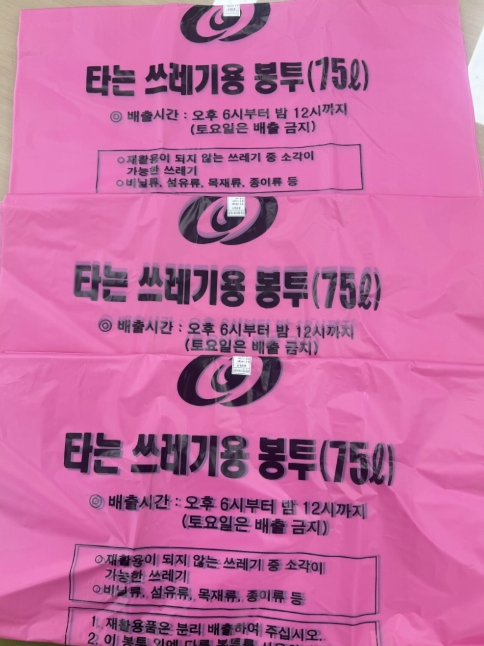 타는 쓰레기용 봉투(75ℓ)
◎ 배출시간 : 오후 6시부터 밤 12시까지
(토요일은 배출 금지)
○재활용이 되지 않는 쓰레기 중 소각이
가능한 쓰레기
○비닐류, 섬유류, 목재류, 종이류 등
타는 쓰레기용 봉투(75ℓ)
◎ 배출시간 : 오후 6시부터 밤 12시까지
(토요일은 배출 금지)
타는 쓰레기용 봉투(75ℓ)
◎ 배출시간 : 오후 6시부터 밤 12시까지
(토요일은 배출 금지)
○재활용이 되지 않는 쓰레기 중 소각이
가능한 쓰레기
○비닐류, 섬유류, 목재류, 종이류 등
1. 재활용품은 분리 배출하여 주십시오.
2. 이 봉투